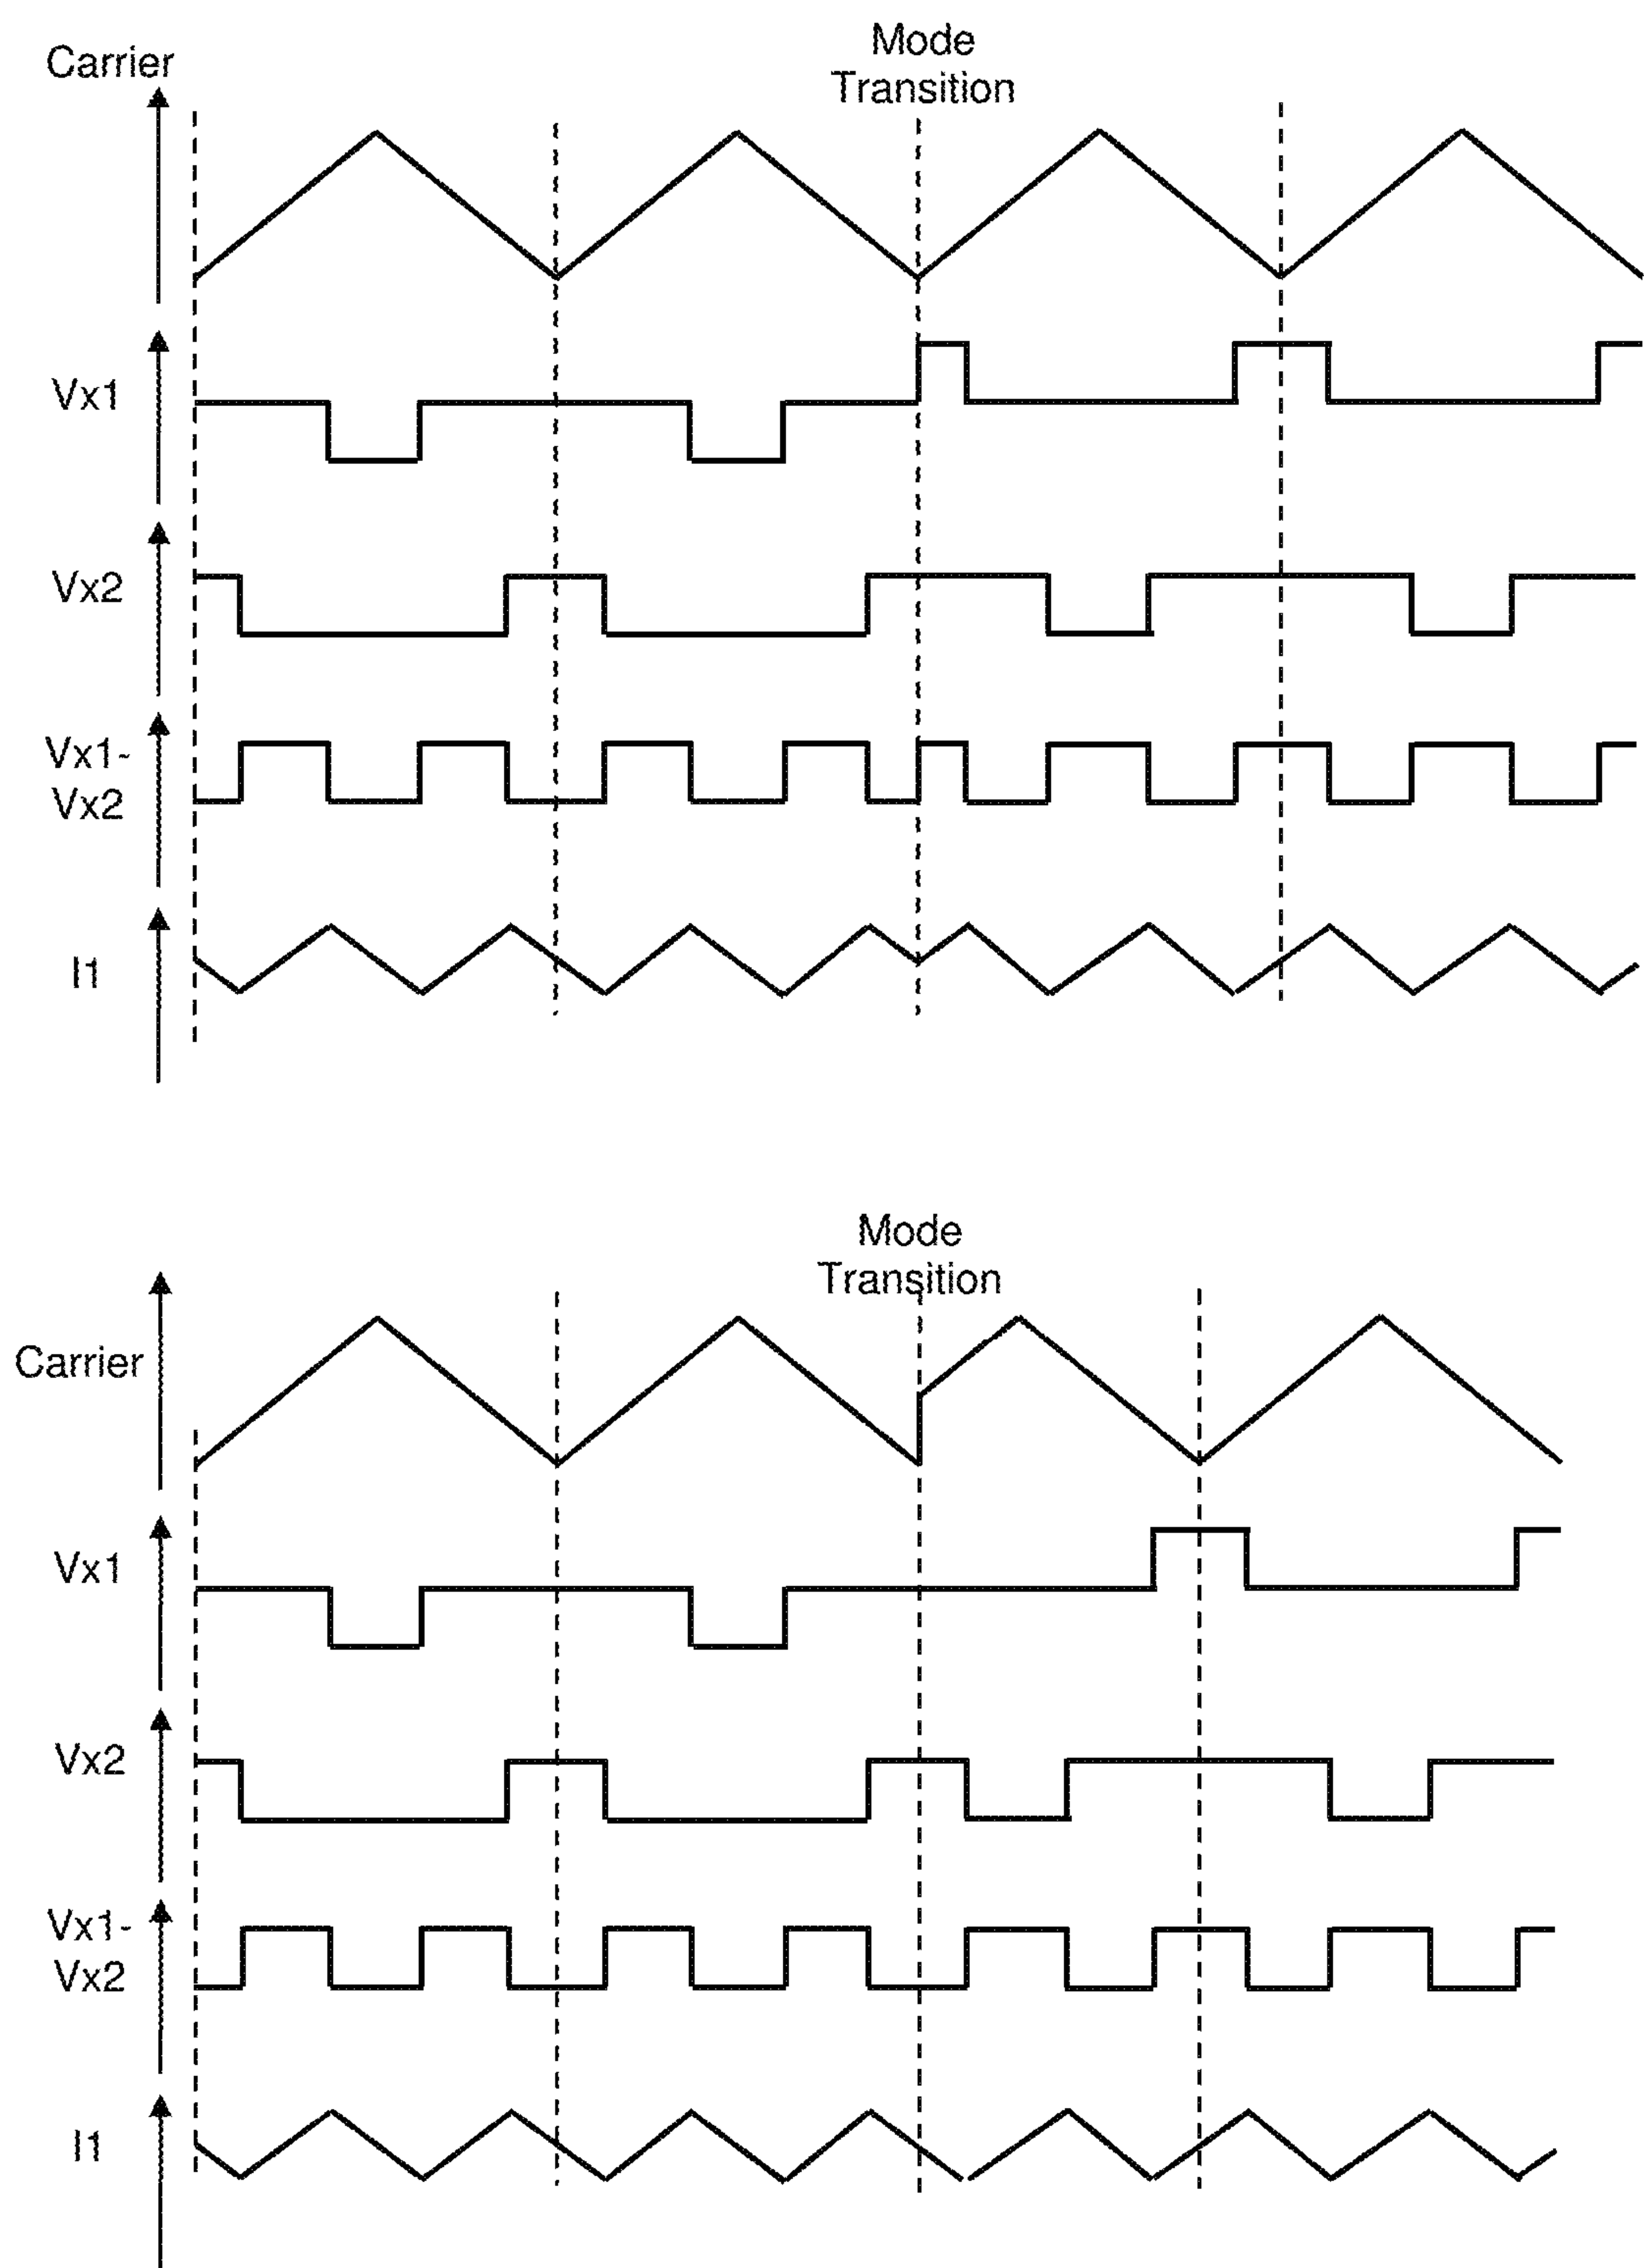 Mode
Transition
Carrier
Vx1
Vx2
Vx1-
Vx2
I1
Mode
Transition
Carrier
Vx1
Vx2
Vx1-
Vx2
I1